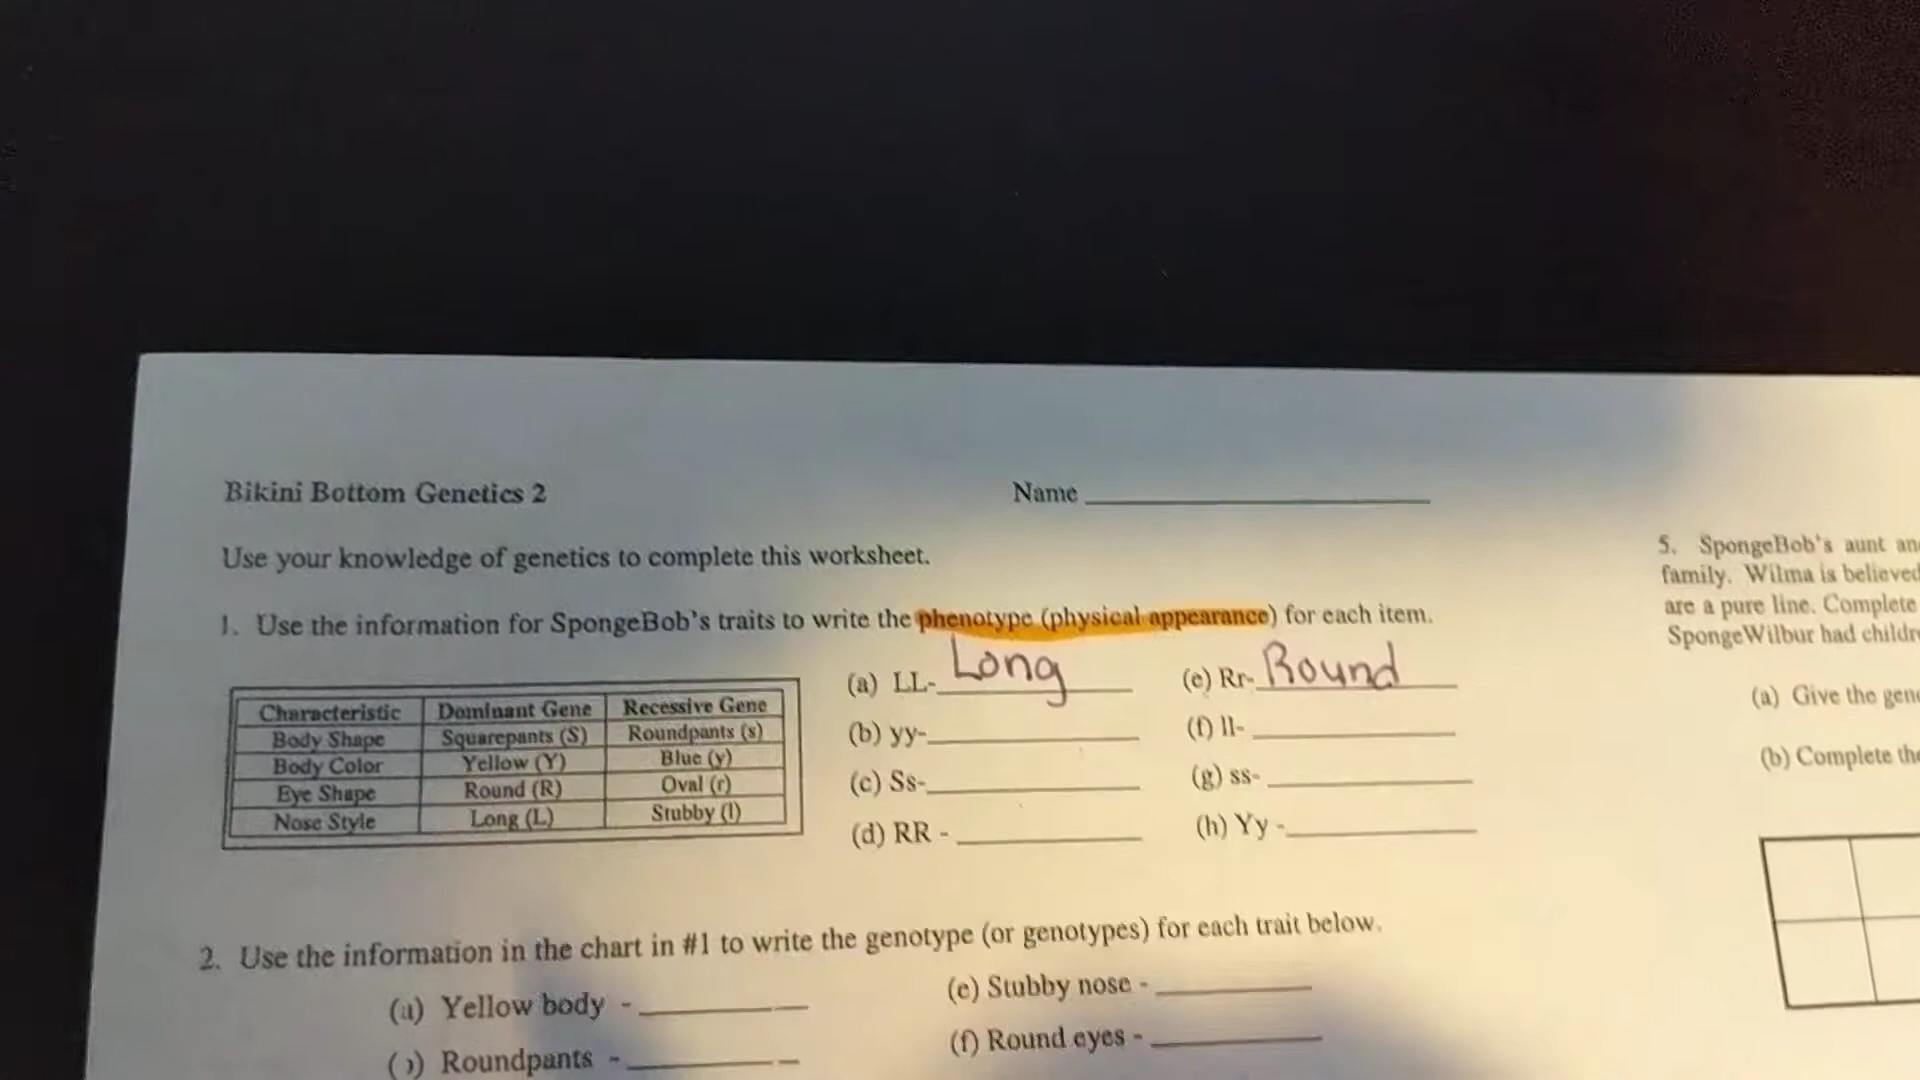 Bikini Bottom Genetics 2
Name
Use your knowledge of genetics to complete this worksheet.
1. Use the information for SpongeBob's traits to write the phenotype (physical appearance) for each item.
Characteristic Dominant Gene Recessive Gene
Body Shape Squarepants (S) Roundpants (s)
Body Color Yellow (Y) Blue (y)
Eye Shape Round (R) Oval (r)
Nose Style Long (L) Stubby (l)
(a) LL- Long
(b) yy-
(c) Ss-
(d) RR -
(e) Rr- Round
(f) ll-
(g) ss-
(h) Yy -
2. Use the information in the chart in #1 to write the genotype (or genotypes) for each trait below.
(a) Yellow body -
Roundpants -
(e) Stubby nose -
(f) Round eyes -
5. SpongeBob's aunt
family. Wilma is believed
are a pure line. Complete
SpongeWilbur had
(a) Give the
(b) Complete